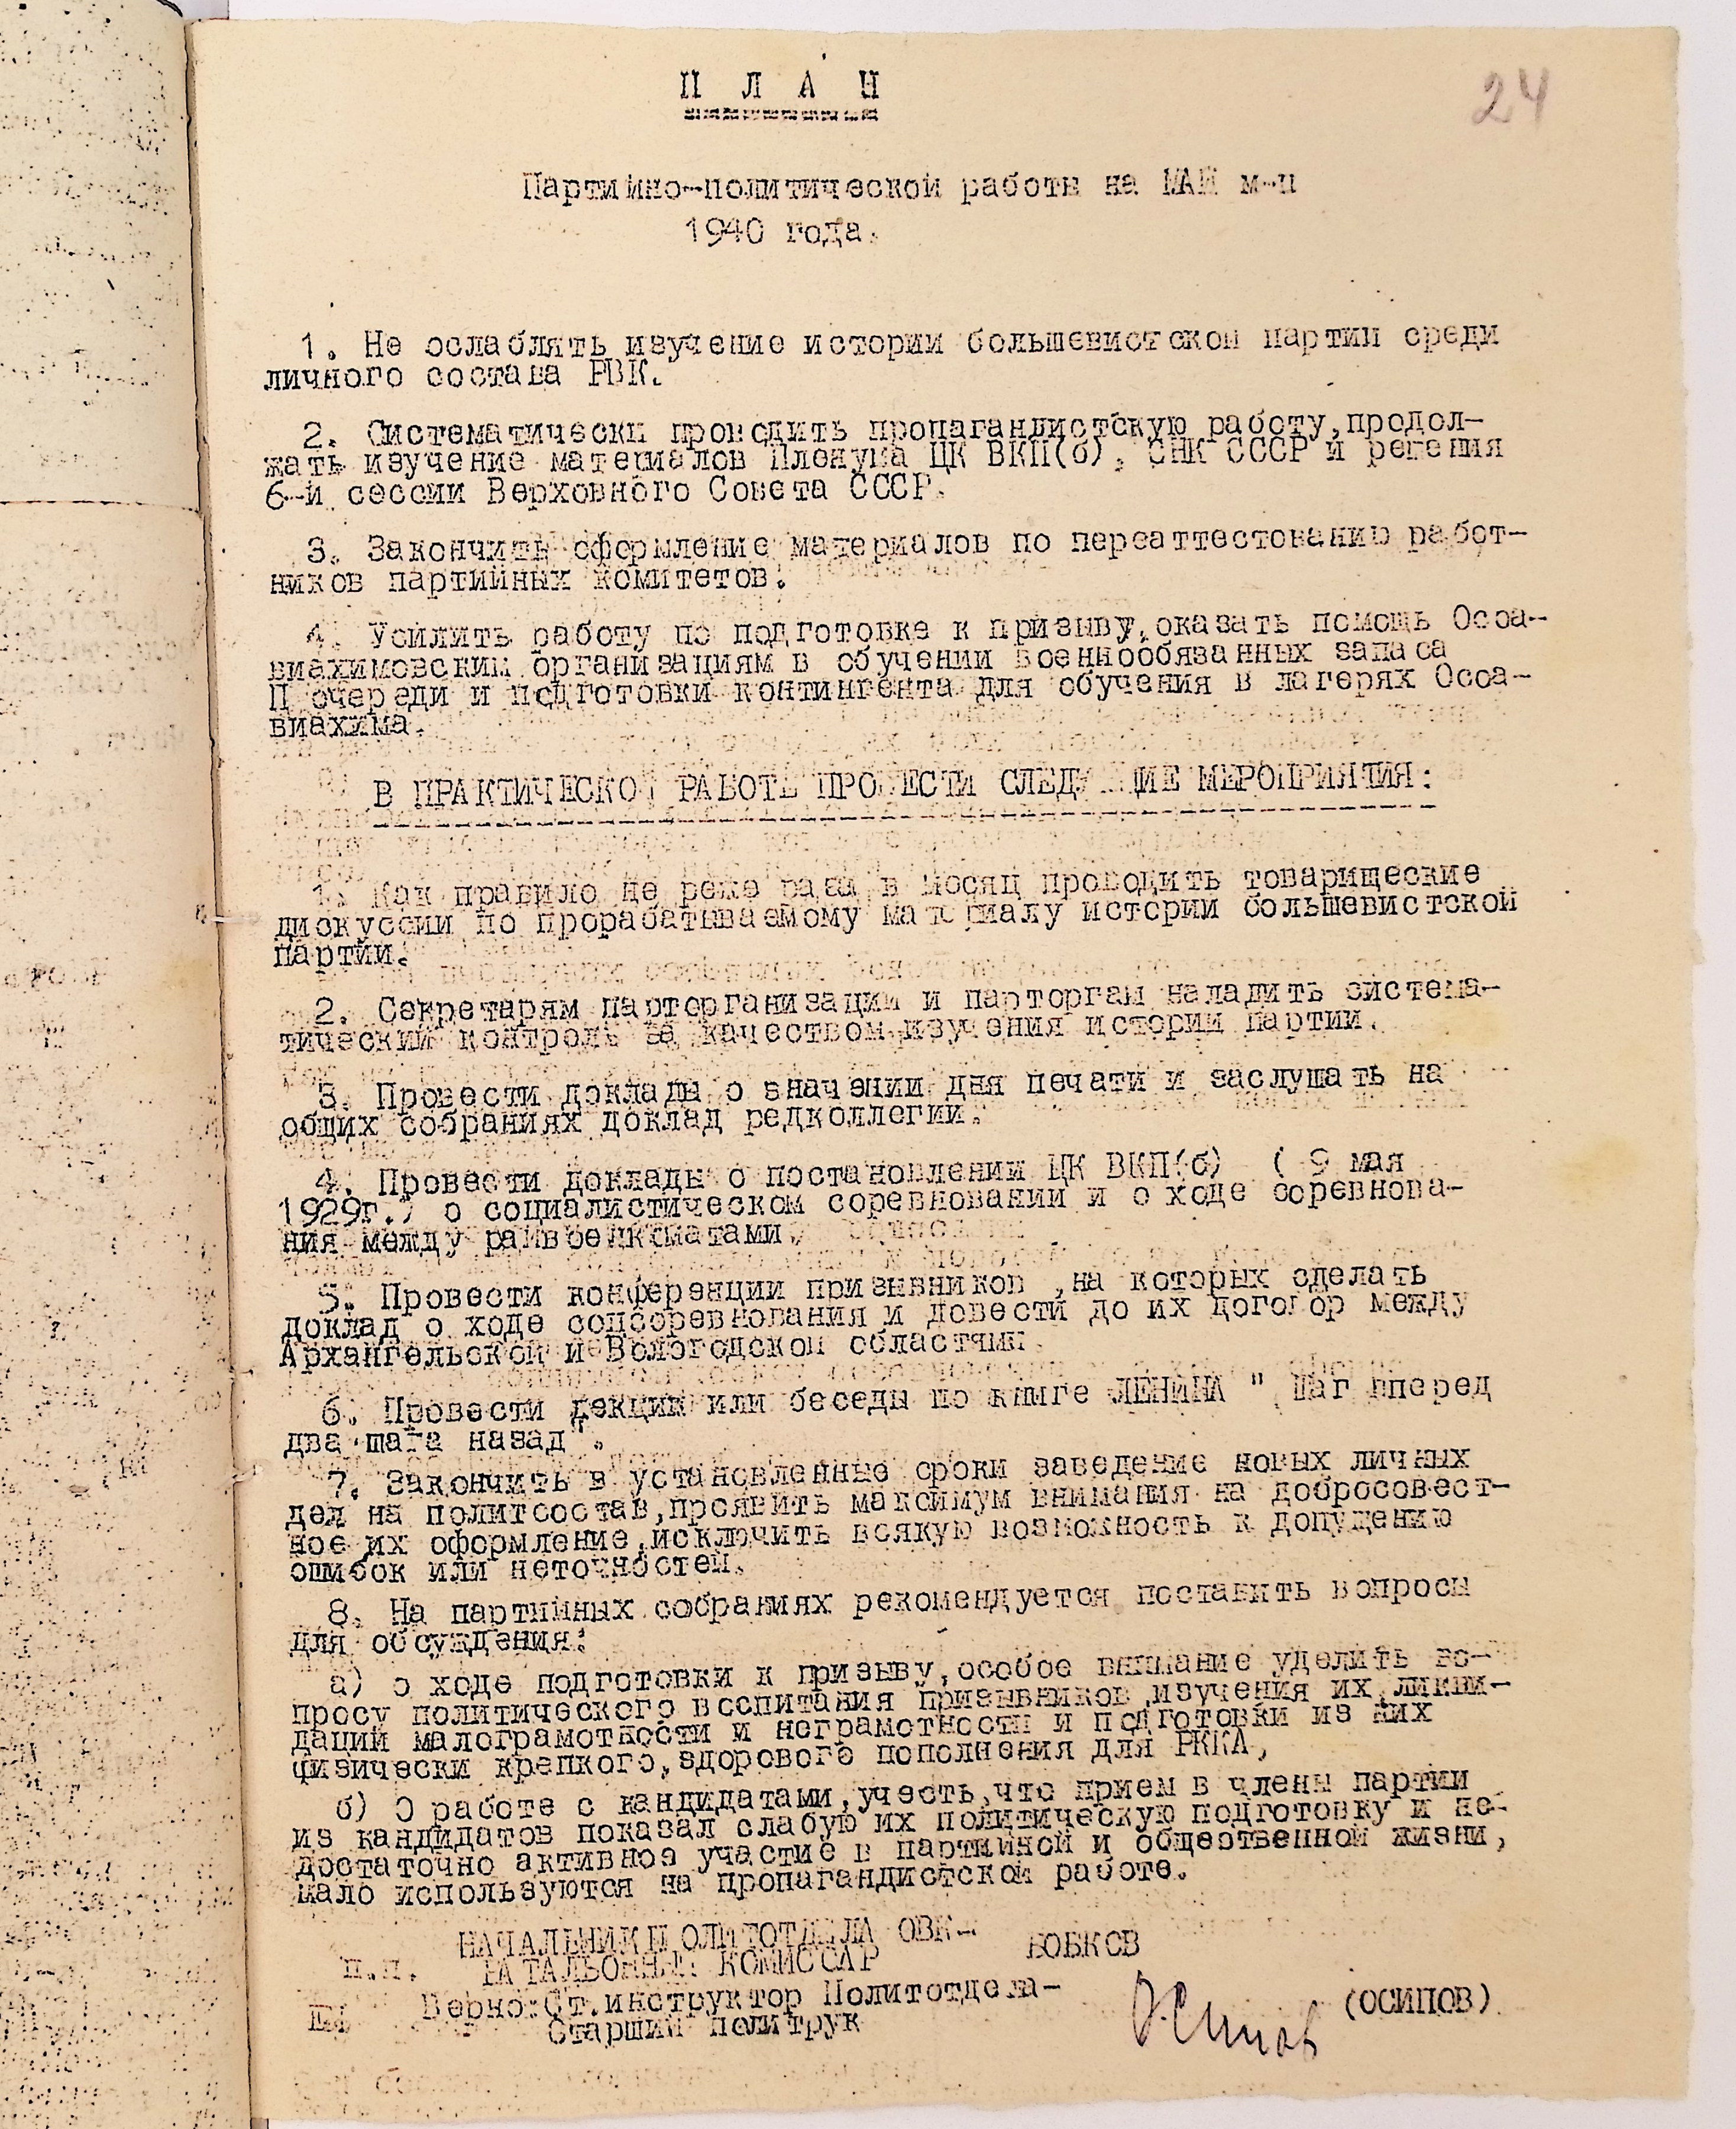 24
П Л А Н
Партийно-политической работы на МАЙ м-ц
1940 года.
1. Не ослаблять изучение истории большевистской партии среди
личного состава РВК.
2. Систематически проводить пропагандистскую работу,продол-
жать изучение материалов Пленума ЦК ВКП(б), СНК СССР и решения
6-й сессии Верховного Совета СССР.
3. Закончить оформление материалов по переаттестованию работ-
ников партийных комитетов.
4. Усилить работу по подготовке к призыву,оказать помощь Осоа-
виахимовским организациям в обучении военнообязанных запаса
П очереди и подготовки контингента для обучения в лагерях Осоа-
виахима.
В ПРАКТИЧЕСКОЙ РАБОТЕ ПРОВЕСТИ СЛЕДУЮЩИЕ МЕРОПРИЯТИЯ:
1. Как правило не реже раза в месяц проводить товарищеские
дискуссии по прорабатываемому материалу истории большевистской
партии.
2. Секретарям парторганизаций и парторгам наладить система-
тический контроль за качеством изучения истории партии.
3. Провести доклады о значении дня печати и заслушать на
общих собраниях доклад редколлегии.
4. Провести доклады о постановлении ЦК ВКП(б) ( 9 мая
1929г.) о социалистическом соревновании и о ходе соревнова-
ния между райвоенкоматами.
5. Провести конференции призывников ,на которых сделать
доклад о ходе соцсоревнования и довести до их договор между
Архангельской и Вологодской областями.
6. Провести лекции или беседы по книге ЛЕНИНА " Шаг вперед
два шага назад".
7. Закончить в установленные сроки заведение новых личных
дел на политсостав,проявить максимум внимания на добросовест-
ное их оформление,исключить всякую возможность к допущению
ошибок или неточностей.
8. На партийных собраниях рекомендуется поставить вопросы
для обсуждения:
а) о ходе подготовки к призыву,особое внимание уделить во-
просу политического воспитания призывников,изучения их,ликви-
дации малограмотности и неграмотности и подготовки из них
физически крепкого,здорового пополнения для РККА,
б) О работе с кандидатами,учесть,что прием в члены партии
из кандидатов показал слабую их политическую подготовку и не-
достаточно активное участие в партийной и общественной жизни,
мало используются на пропагандистской работе.
НАЧАЛЬНИК ПОЛИТОТДЕЛА ОВК-
п.п. БАТАЛЬОННЫЙ КОМИССАР БОБКОВ
Верно:Ст.инструктор Политотдела-
Старший политрук (ОСИПОВ)
Осипов